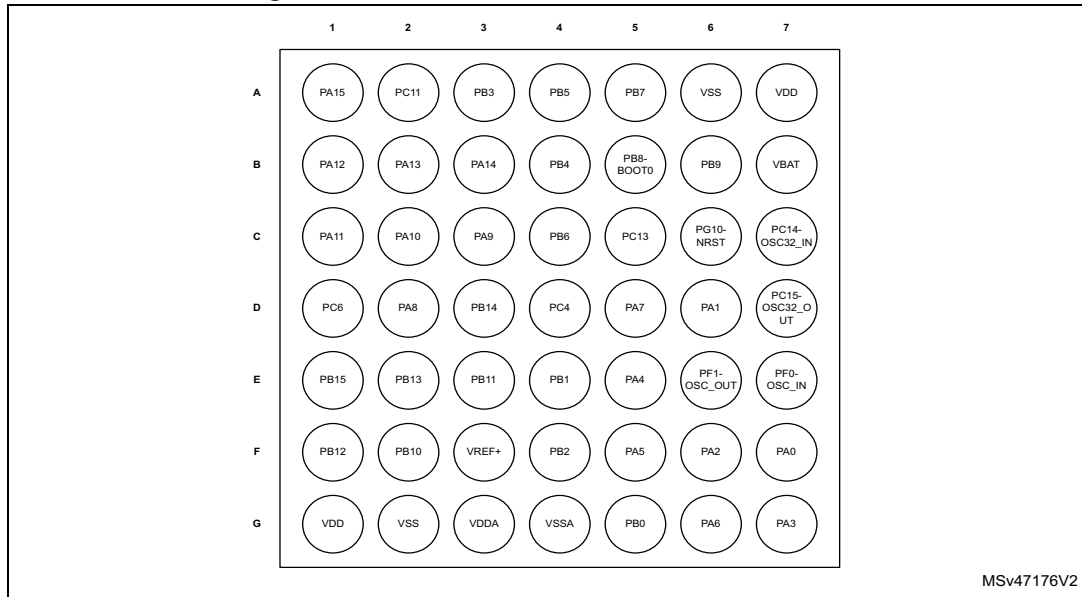 1 2 3 4 5 6 7
A PA15 PC11 PB3 PB5 PB7 VSS VDD
B PA12 PA13 PA14 PB4 PB8-
BOOT0 PB9 VBAT
C PA11 PA10 PA9 PB6 PC13 PG10-
NRST PC14-
OSC32_IN
D PC6 PA8 PB14 PC4 PA7 PA1 PC15-
OSC32_O
UT
E PB15 PB13 PB11 PB1 PA4 PF1-
OSC_OUT PF0-
OSC_IN
F PB12 PB10 VREF+ PB2 PA5 PA2 PA0
G VDD VSS VDDA VSSA PB0 PA6 PA3
MSv47176V2